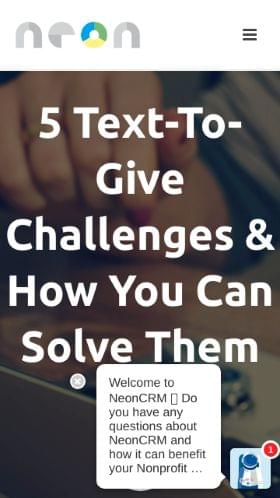 neon
5 Text-To-
Give
Challenges &
How You Can
Solve Them
Welcome to
NeonCRM ▯ Do
you have any
questions about
NeonCRM and
how it can benefit
your Nonprofit ...
1